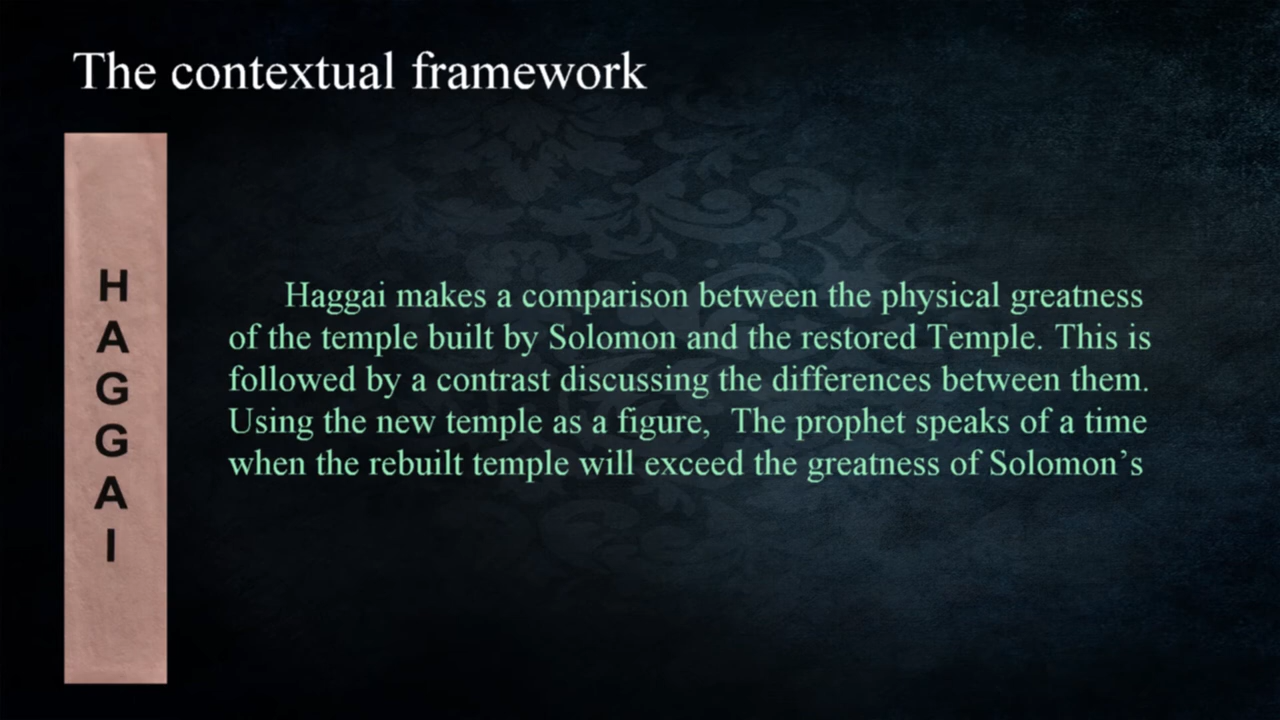 The contextual framework
HAGGAI
Haggai makes a comparison between the physical greatness
of the temple built by Solomon and the restored Temple. This is
followed by a contrast discussing the differences between them.
Using the new temple as a figure,  The prophet speaks of a time
when the rebuilt temple will exceed the greatness of Solomon’s